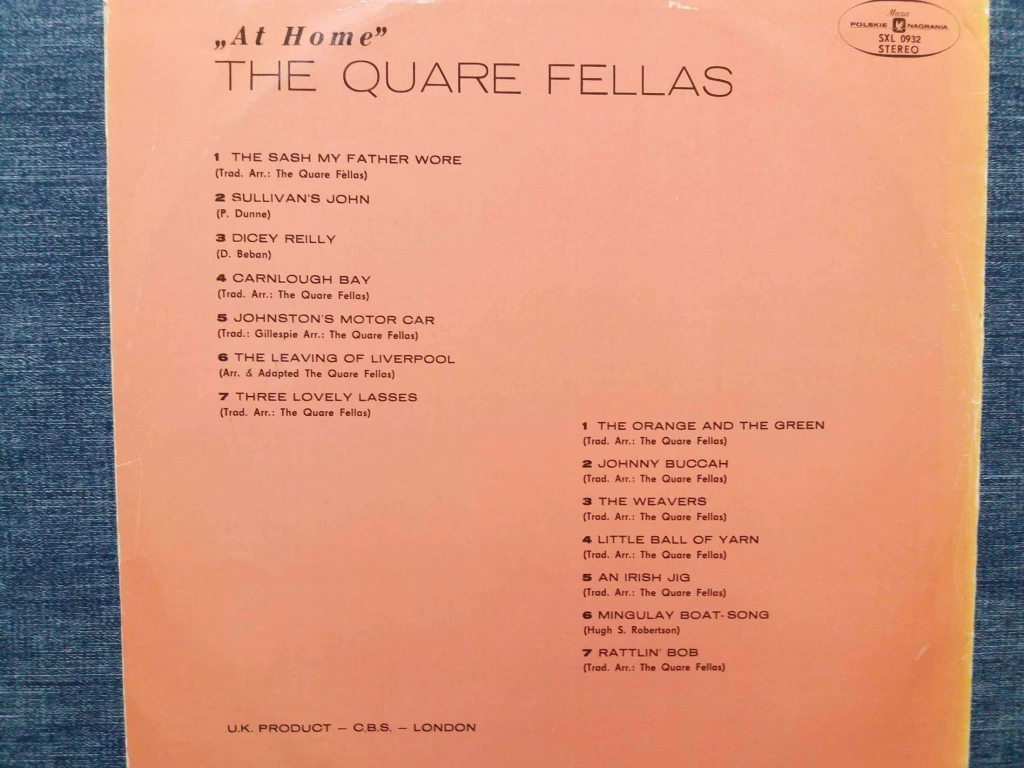 „At Home”
THE QUARE FELLAS
Muza
POLSKIE NAGRANIA
SXL 0932
STEREO
1 THE SASH MY FATHER WORE
(Trad. Arr.: The Quare Fellas)
2 SULLIVAN'S JOHN
(P. Dunne)
3 DICEY REILLY
(D. Beban)
4 CARNLOUGH BAY
(Trad. Arr.: The Quare Fellas)
5 JOHNSTON'S MOTOR CAR
(Trad.: Gillespie Arr.: The Quare Fellas)
6 THE LEAVING OF LIVERPOOL
(Arr. & Adapted The Quare Fellas)
7 THREE LOVELY LASSES
(Trad. Arr.: The Quare Fellas)
1 THE ORANGE AND THE GREEN
(Trad. Arr.: The Quare Fellas)
2 JOHNNY BUCCAH
(Trad. Arr.: The Quare Fellas)
3 THE WEAVERS
(Trad. Arr.: The Quare Fellas)
4 LITTLE BALL OF YARN
(Trad. Arr.: The Quare Fellas)
5 AN IRISH JIG
(Trad. Arr.: The Quare Fellas)
6 MINGULAY BOAT-SONG
(Hugh S. Robertson)
7 RATTLIN' BOB
(Trad. Arr.: The Quare Fellas)
U.K. PRODUCT — C.B.S. — LONDON